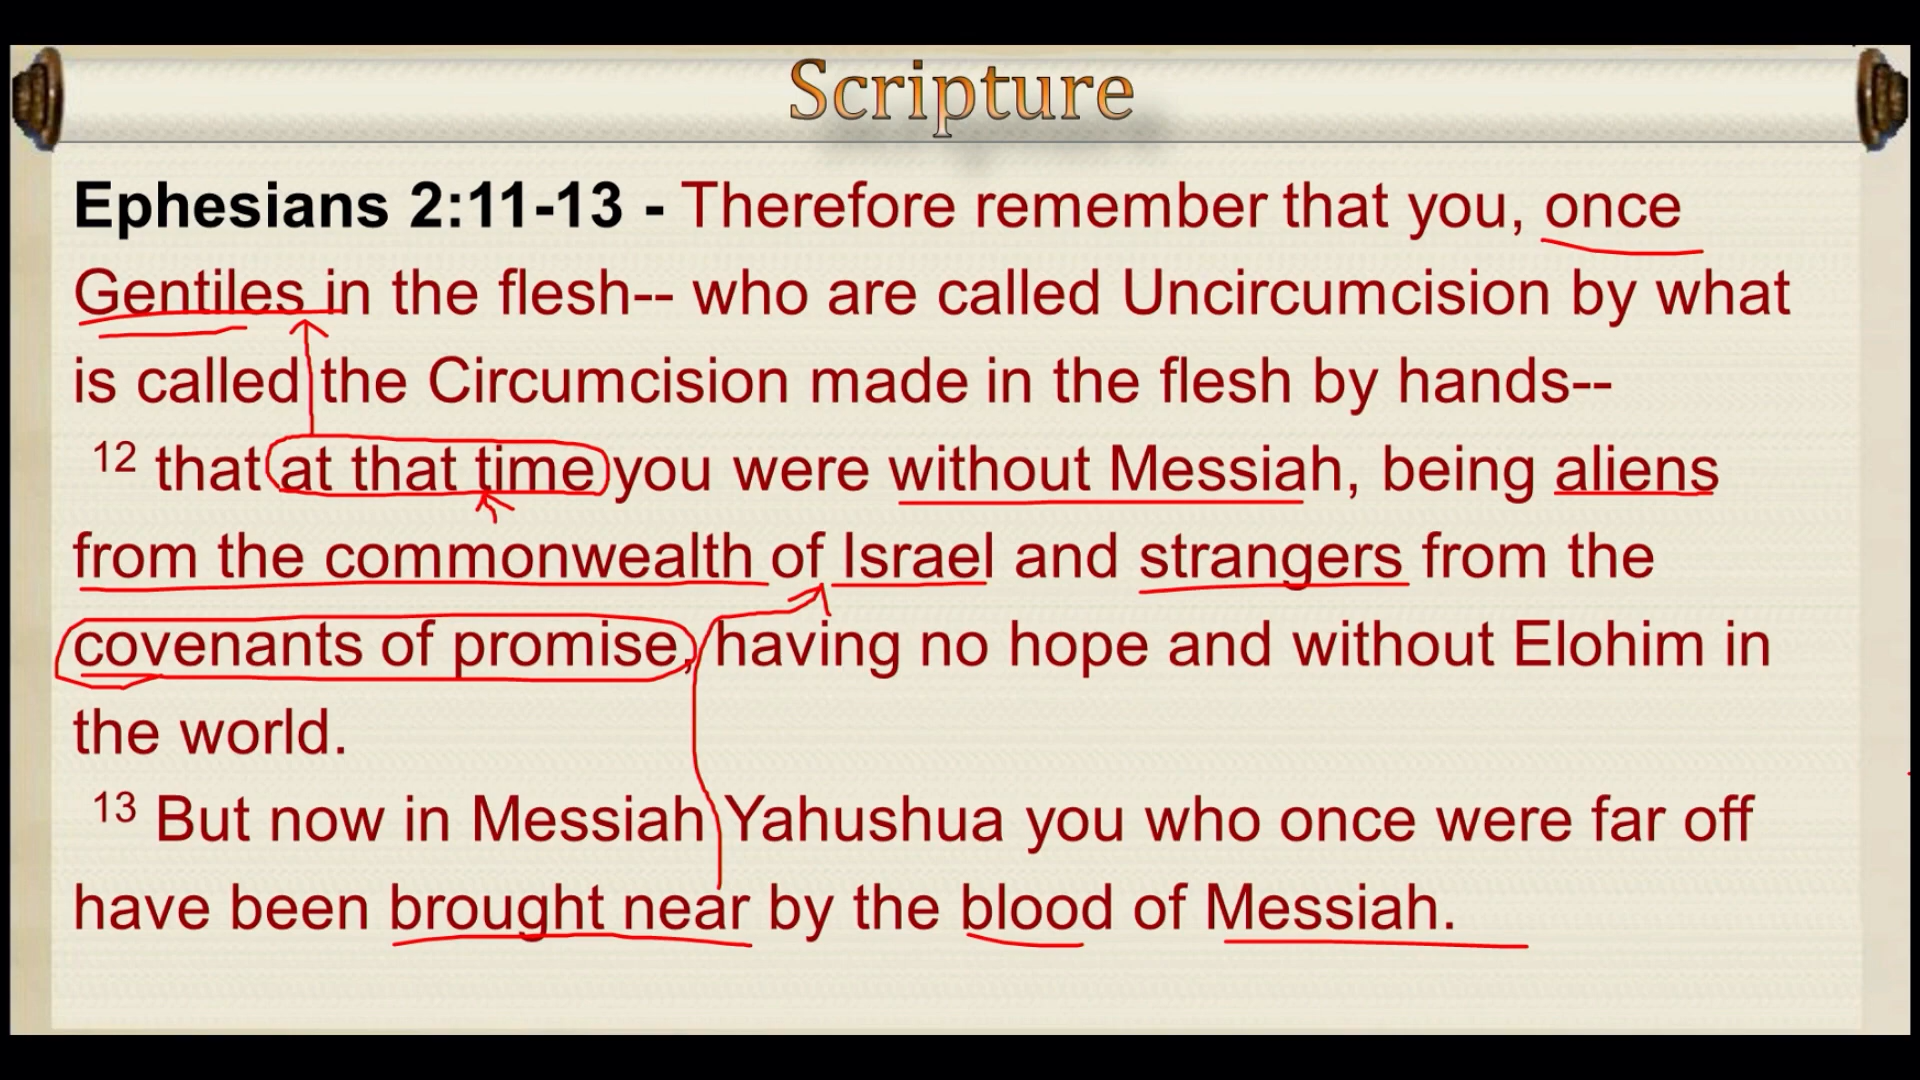 Scripture
Ephesians 2:11-13 - Therefore remember that you, once
Gentiles in the flesh-- who are called Uncircumcision by what
is called the Circumcision made in the flesh by hands--
12 that at that time you were without Messiah, being aliens
from the commonwealth of Israel and strangers from the
covenants of promise, having no hope and without Elohim in
the world.
13 But now in Messiah Yahushua you who once were far off
have been brought near by the blood of Messiah.